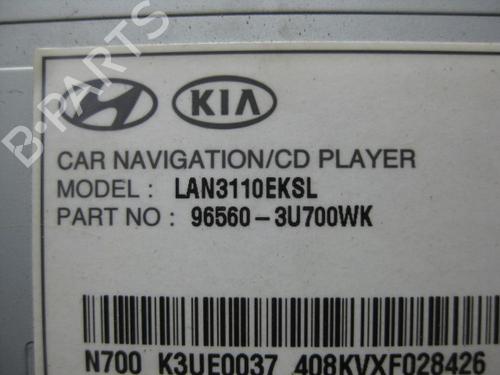 B-PARTS
KIA
CAR NAVIGATION/CD PLAYER
MODEL : LAN3110EKSL
PART NO : 96560-3U700WK
N700 K3UE0037 408KVXF028426